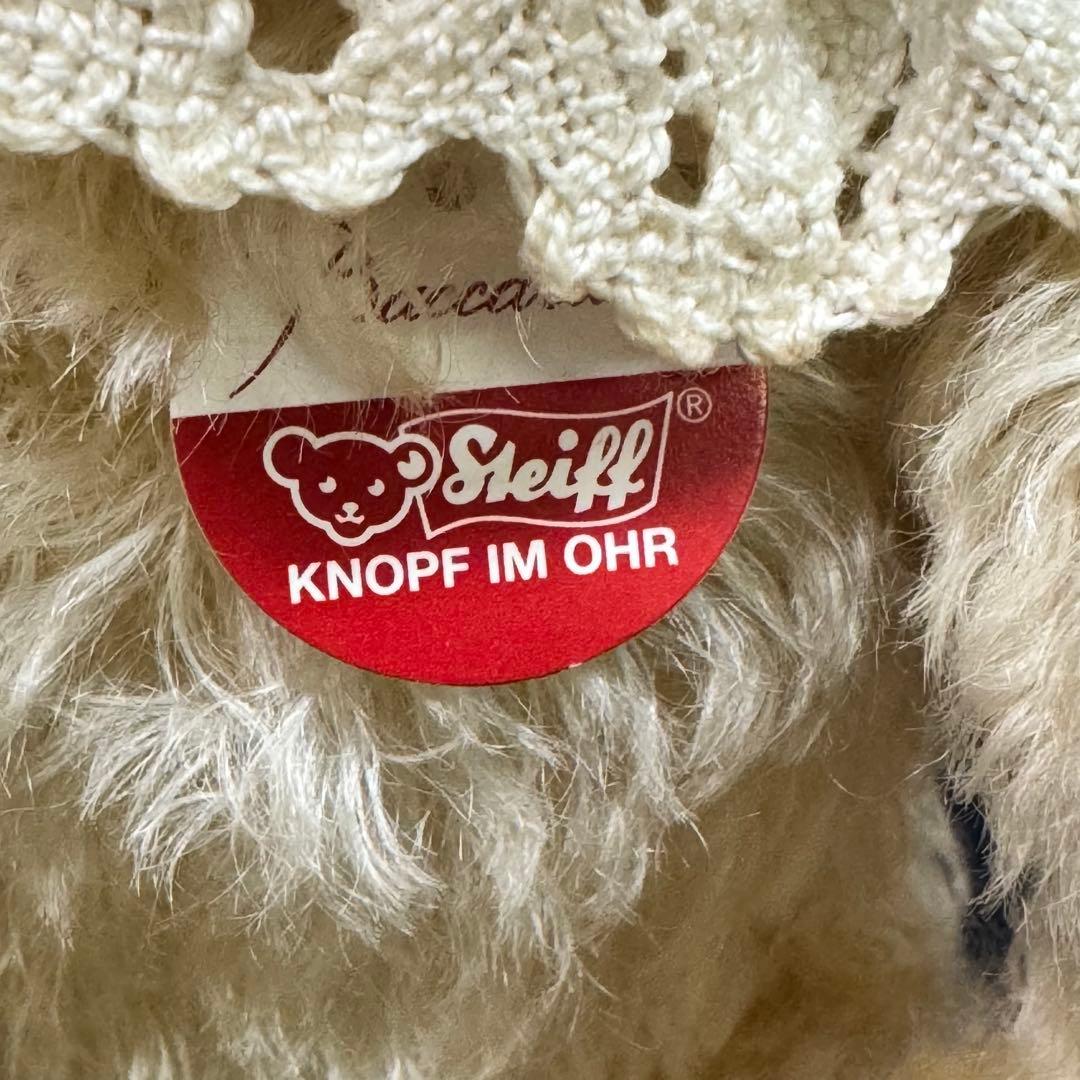 Steiff ®
KNOPF IM OHR